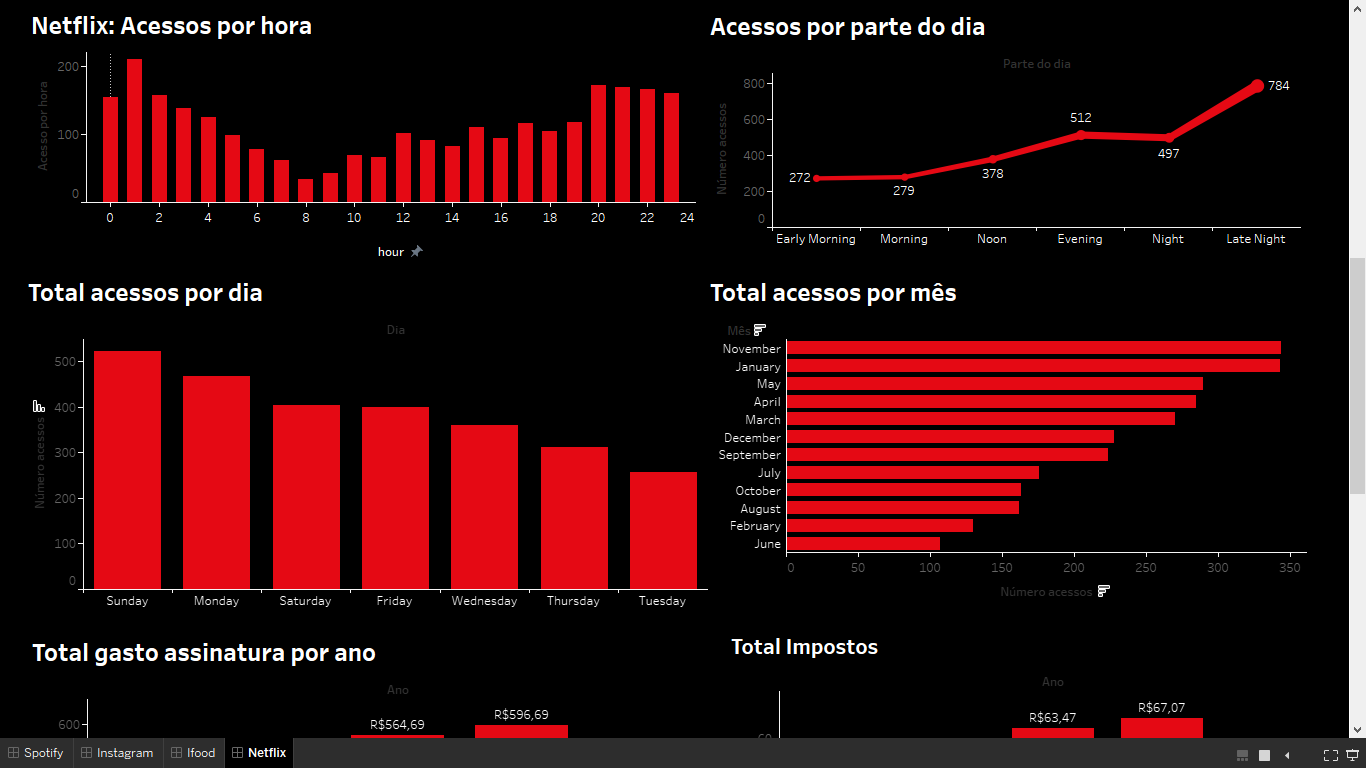 Netflix: Acessos por hora
Acesso por hora
200
100
0
0 2 4 6 8 10 12 14 16 18 20 22 24
hour
Acessos por parte do dia
Parte do dia
Número acessos
800
600
400
200
0
272
279
378
512
497
784
Early Morning Morning Noon Evening Night Late Night
Total acessos por dia
Dia
Número acessos
500
400
300
200
100
0
Sunday Monday Saturday Friday Wednesday Thursday Tuesday
Total acessos por mês
Mês
November
January
May
April
March
December
September
July
October
August
February
June
0 50 100 150 200 250 300 350
Número acessos
Total gasto assinatura por ano
Ano
600
R$564,69
R$596,69
Total Impostos
Ano
60
R$63,47
R$67,07
Spotify Instagram Ifood Netflix